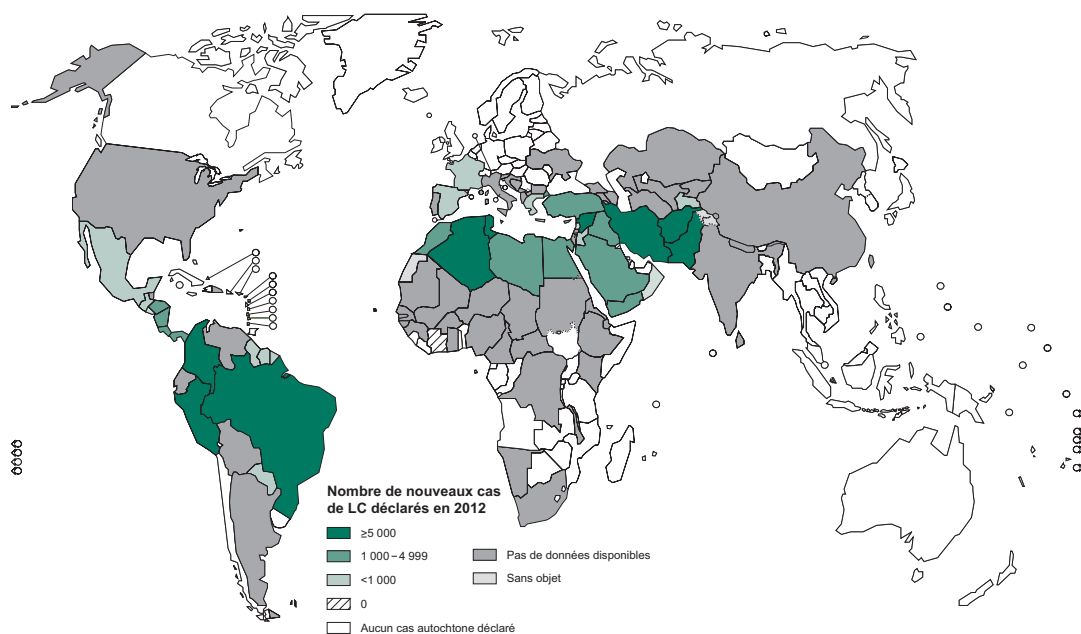 Nombre de nouveaux cas
de LC déclarés en 2012
≥5 000
1 000–4 999
<1 000
0
Aucun cas autochtone déclaré
Pas de données disponibles
Sans objet